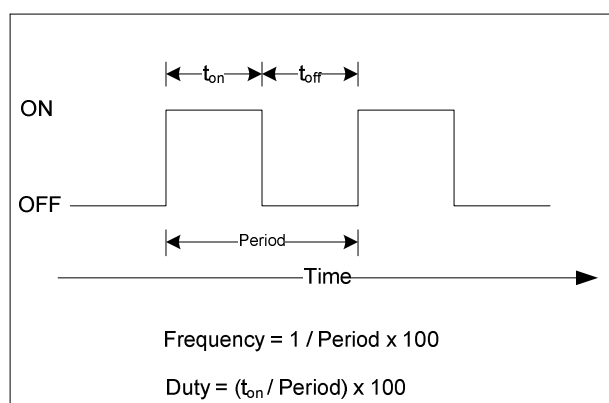 ton toff
ON
OFF
Period
Time
Frequency = 1 / Period x 100
Duty = (ton / Period) x 100